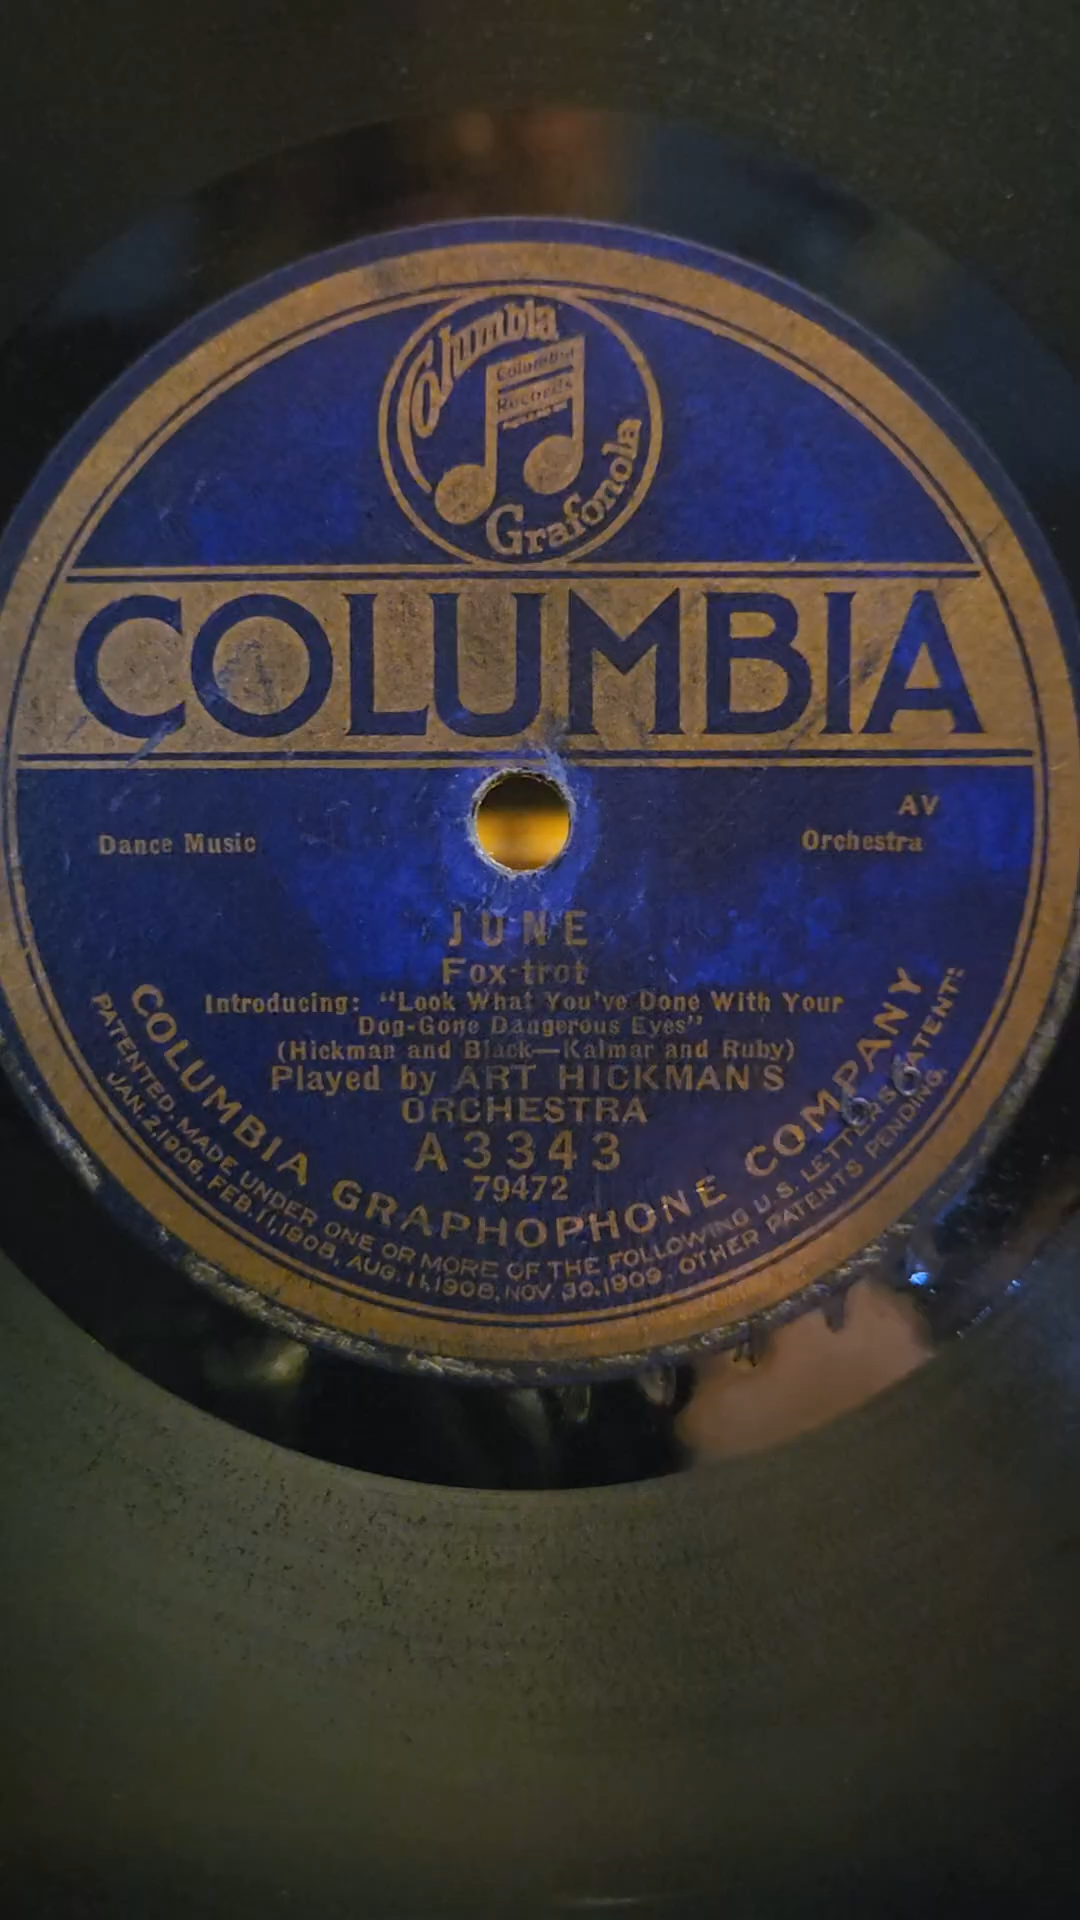 Columbia
Columbia
Records
Grafonola
COLUMBIA
AV
Dance Music
Orchestra
JUNE
Fox-trot
Introducing: "Look What You've Done With Your
Dog-Gone Dangerous Eyes"
(Hickman and Black—Kalmar and Ruby)
Played by ART HICKMAN'S
ORCHESTRA
A3343
79472
COLUMBIA GRAPHOPHONE COMPANY
PATENTED, MADE UNDER ONE OR MORE OF THE FOLLOWING U.S. LETTERS PATENT:
JAN. 2, 1906, FEB. 11, 1908, AUG. 11, 1908, NOV. 30, 1909. OTHER PATENTS PENDING.